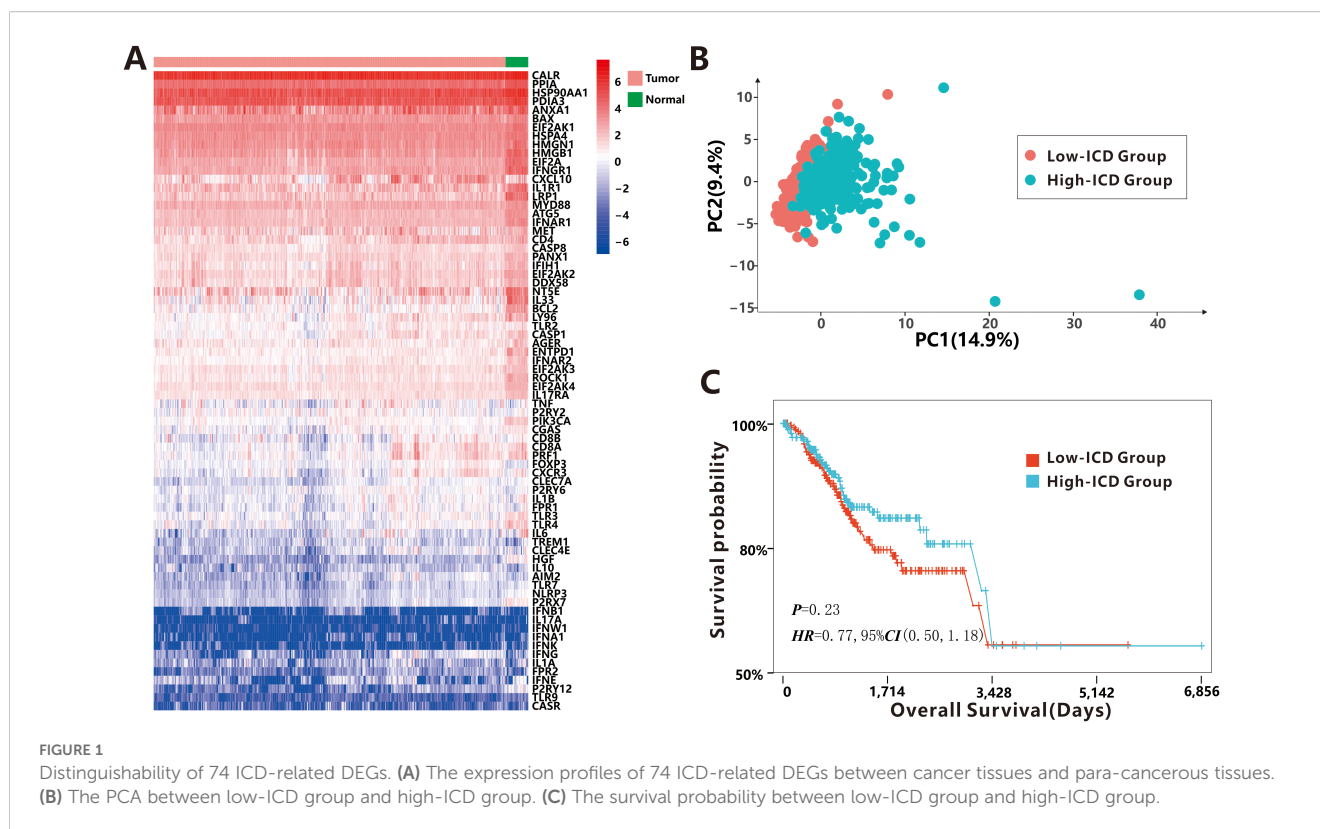 A
CALR
PPIA
HSP90AA1
PDIA3
ANXA1
BAX
EIF2AK1
HSPA4
HMGN1
HMGB1
EIF2A
IFNGR1
CXCL10
IL1R1
LRP1
MYD88
ATG5
IFNAR1
MET
CD4
CASP8
PANX1
IFIH1
EIF2AK2
DDX58
NT5E
IL33
BCL2
LY96
TLR2
CASP1
AGER
ENTPD1
IFNAR2
EIF2AK3
ROCK1
EIF2AK4
IL17RA
TNF
P2RY2
PIK3CA
CGAS
CD8B
CD8A
PRF1
FOXP3
CXCR3
CLEC7A
P2RY6
IL1B
FPR1
TLR3
TLR4
IL6
TREM1
CLEC4E
HGF
IL10
AIM2
TLR7
NLRP3
P2RX7
IFNB1
IL17A
IFNW1
IFNA1
IFNK
IFNG
IL1A
FPR2
IFNE
P2RY12
TLR9
CASR
6
4
2
0
−2
−4
−6
Tumor
Normal
B
10
5
0
−5
−10
−15
PC2(9.4%)
0 10 20 30 40
PC1(14.9%)
Low-ICD Group
High-ICD Group
C
100%
80%
50%
Survival probability
Low-ICD Group
High-ICD Group
P=0.23
HR=0.77, 95%CI(0.50, 1.18)
0 1,714 3,428 5,142 6,856
Overall Survival(Days)
FIGURE 1
Distinguishability of 74 ICD-related DEGs. (A) The expression profiles of 74 ICD-related DEGs between cancer tissues and para-cancerous tissues.
(B) The PCA between low-ICD group and high-ICD group. (C) The survival probability between low-ICD group and high-ICD group.